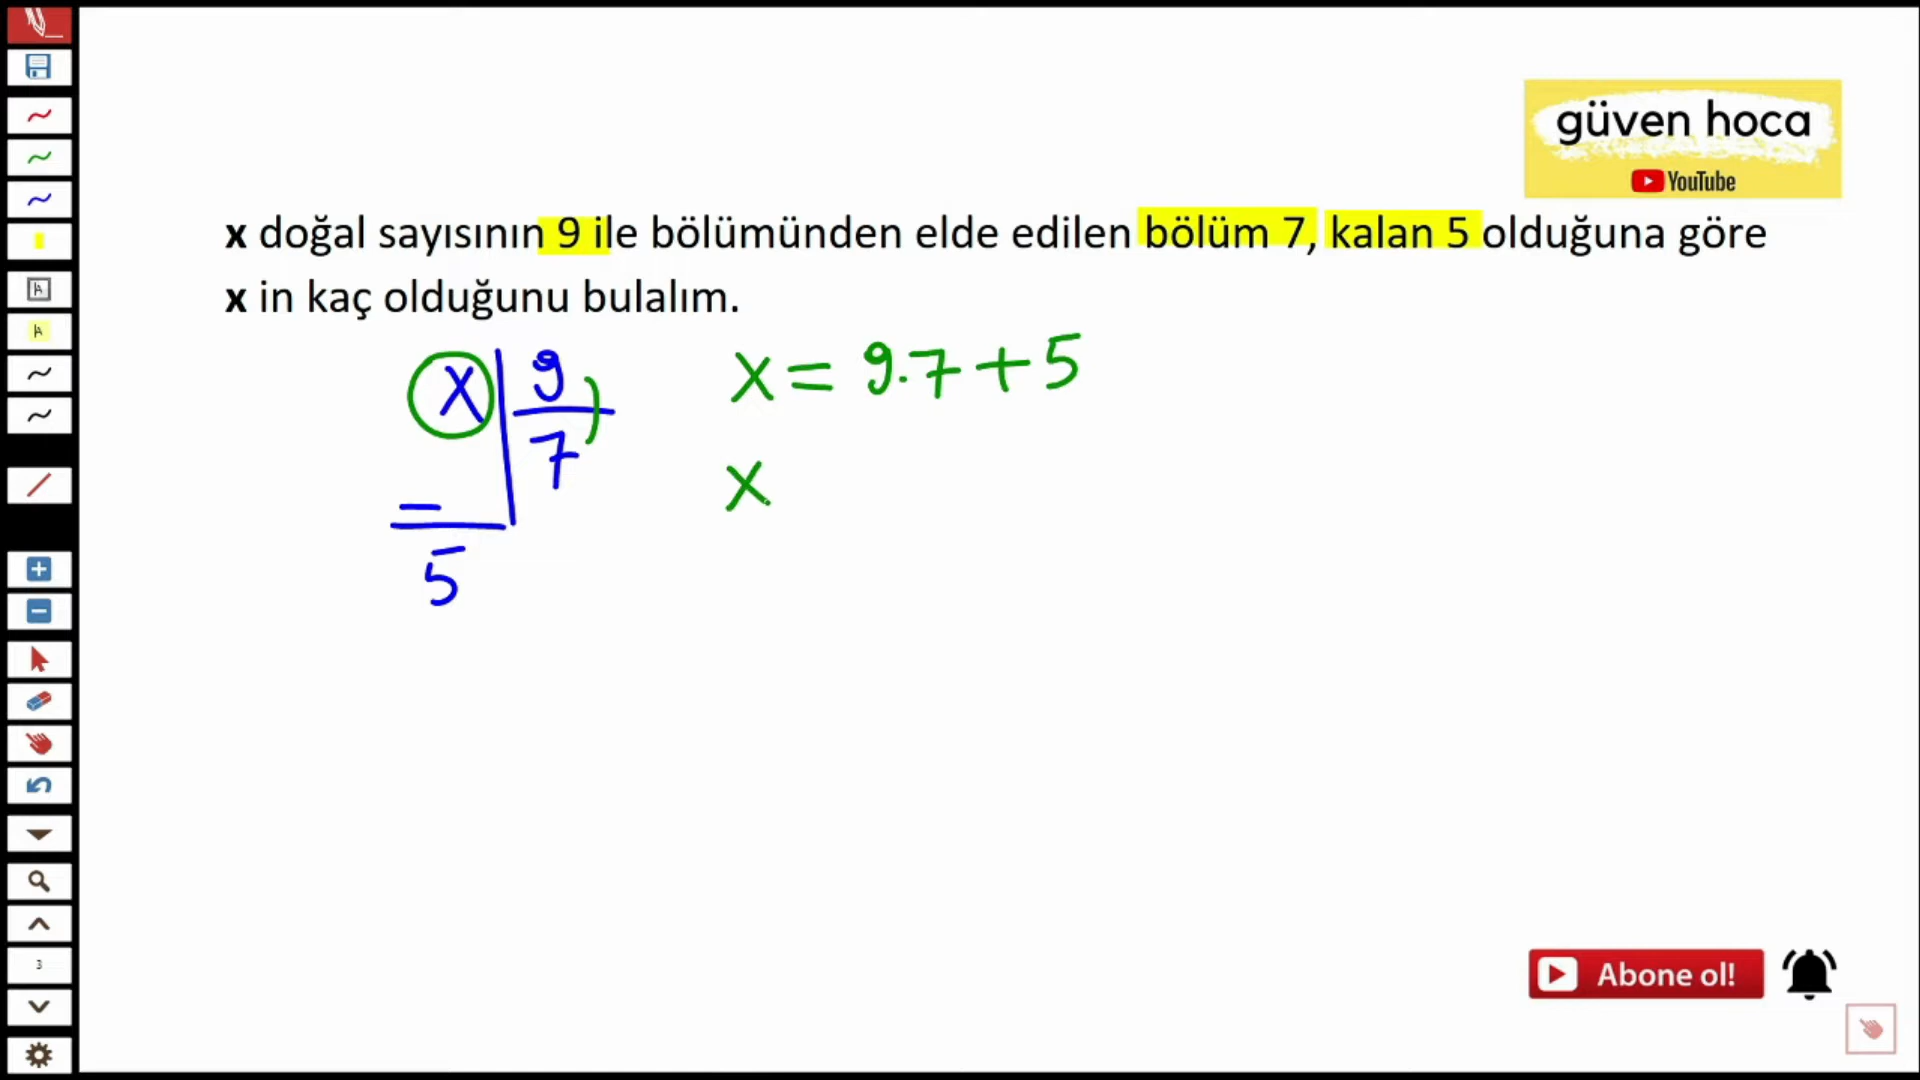 güven hoca
YouTube
x doğal sayısının 9 ile bölümünden elde edilen bölüm 7, kalan 5 olduğuna göre
x in kaç olduğunu bulalım.
x 9
7
5
x = 9.7 + 5
x
A
A
3
Abone ol!